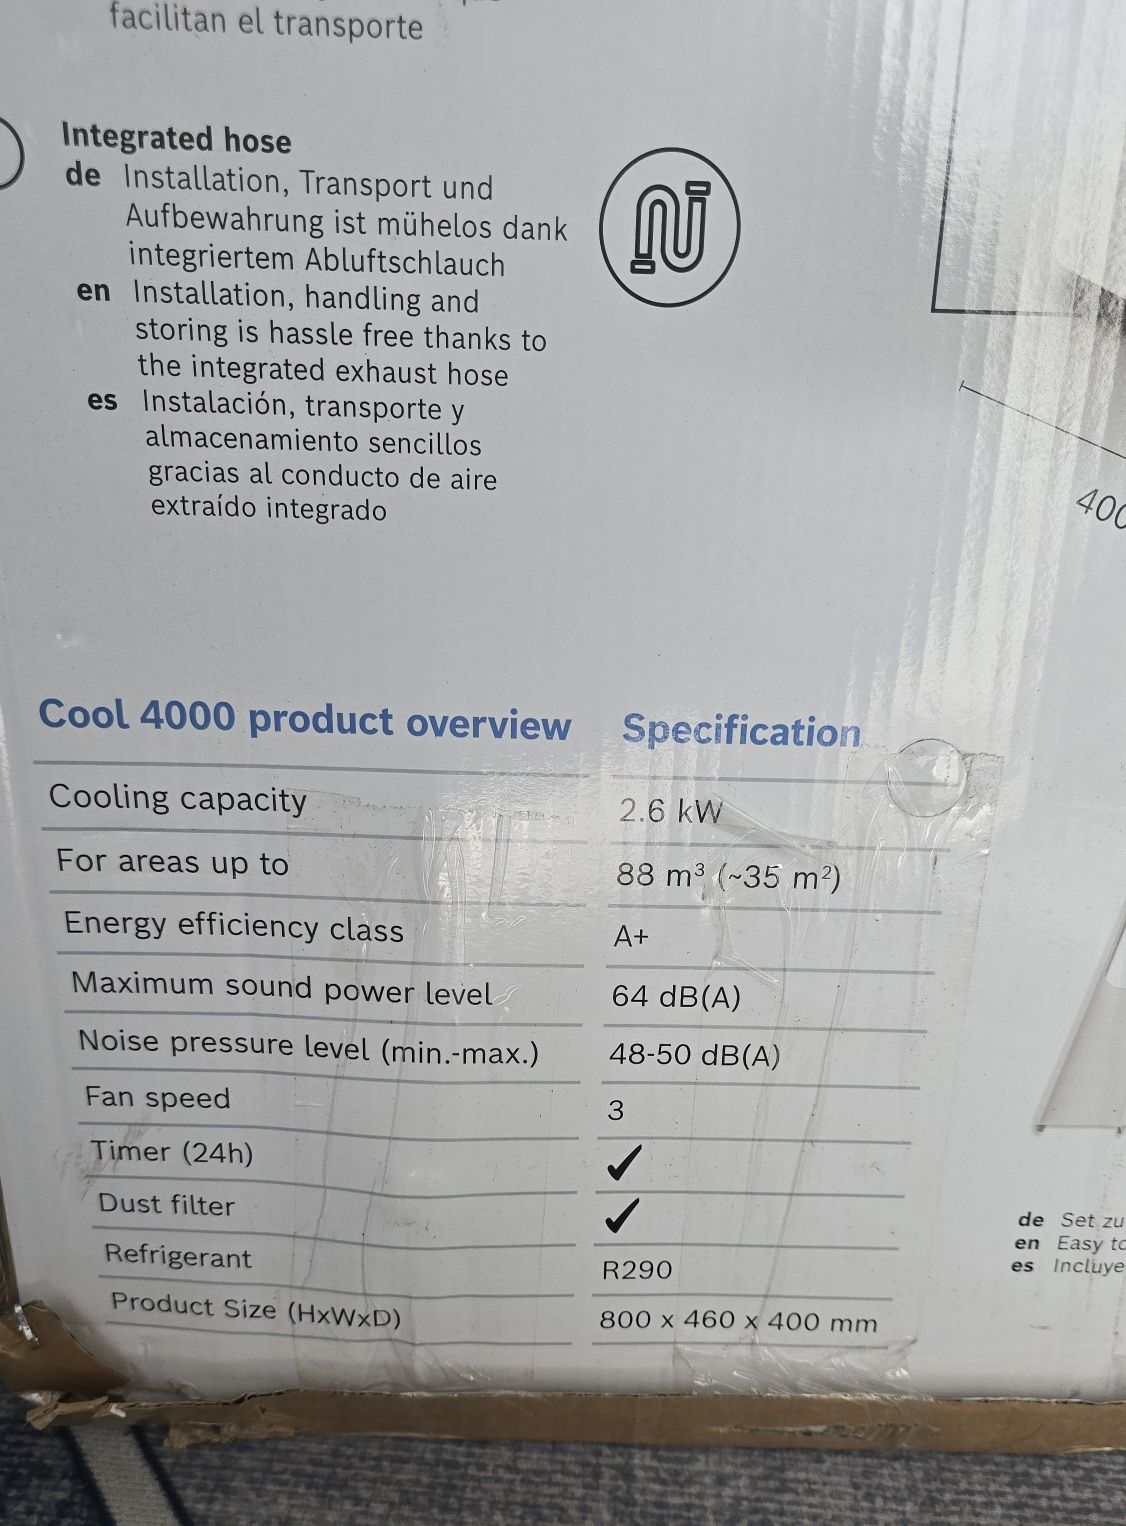 facilitan el transporte
Integrated hose
de Installation, Transport und
Aufbewahrung ist mühelos dank
integriertem Abluftschlauch
en Installation, handling and
storing is hassle free thanks to
the integrated exhaust hose
es Instalación, transporte y
almacenamiento sencillos
gracias al conducto de aire
extraído integrado
400
Cool 4000 product overview Specification
Cooling capacity 2.6 kW
For areas up to 88 m³ (~35 m²)
Energy efficiency class A+
Maximum sound power level 64 dB(A)
Noise pressure level (min.-max.) 48-50 dB(A)
Fan speed 3
Timer (24h) ✓
Dust filter ✓
Refrigerant R290
Product Size (HxWxD) 800 x 460 x 400 mm
de Set zu
en Easy to
es Incluye